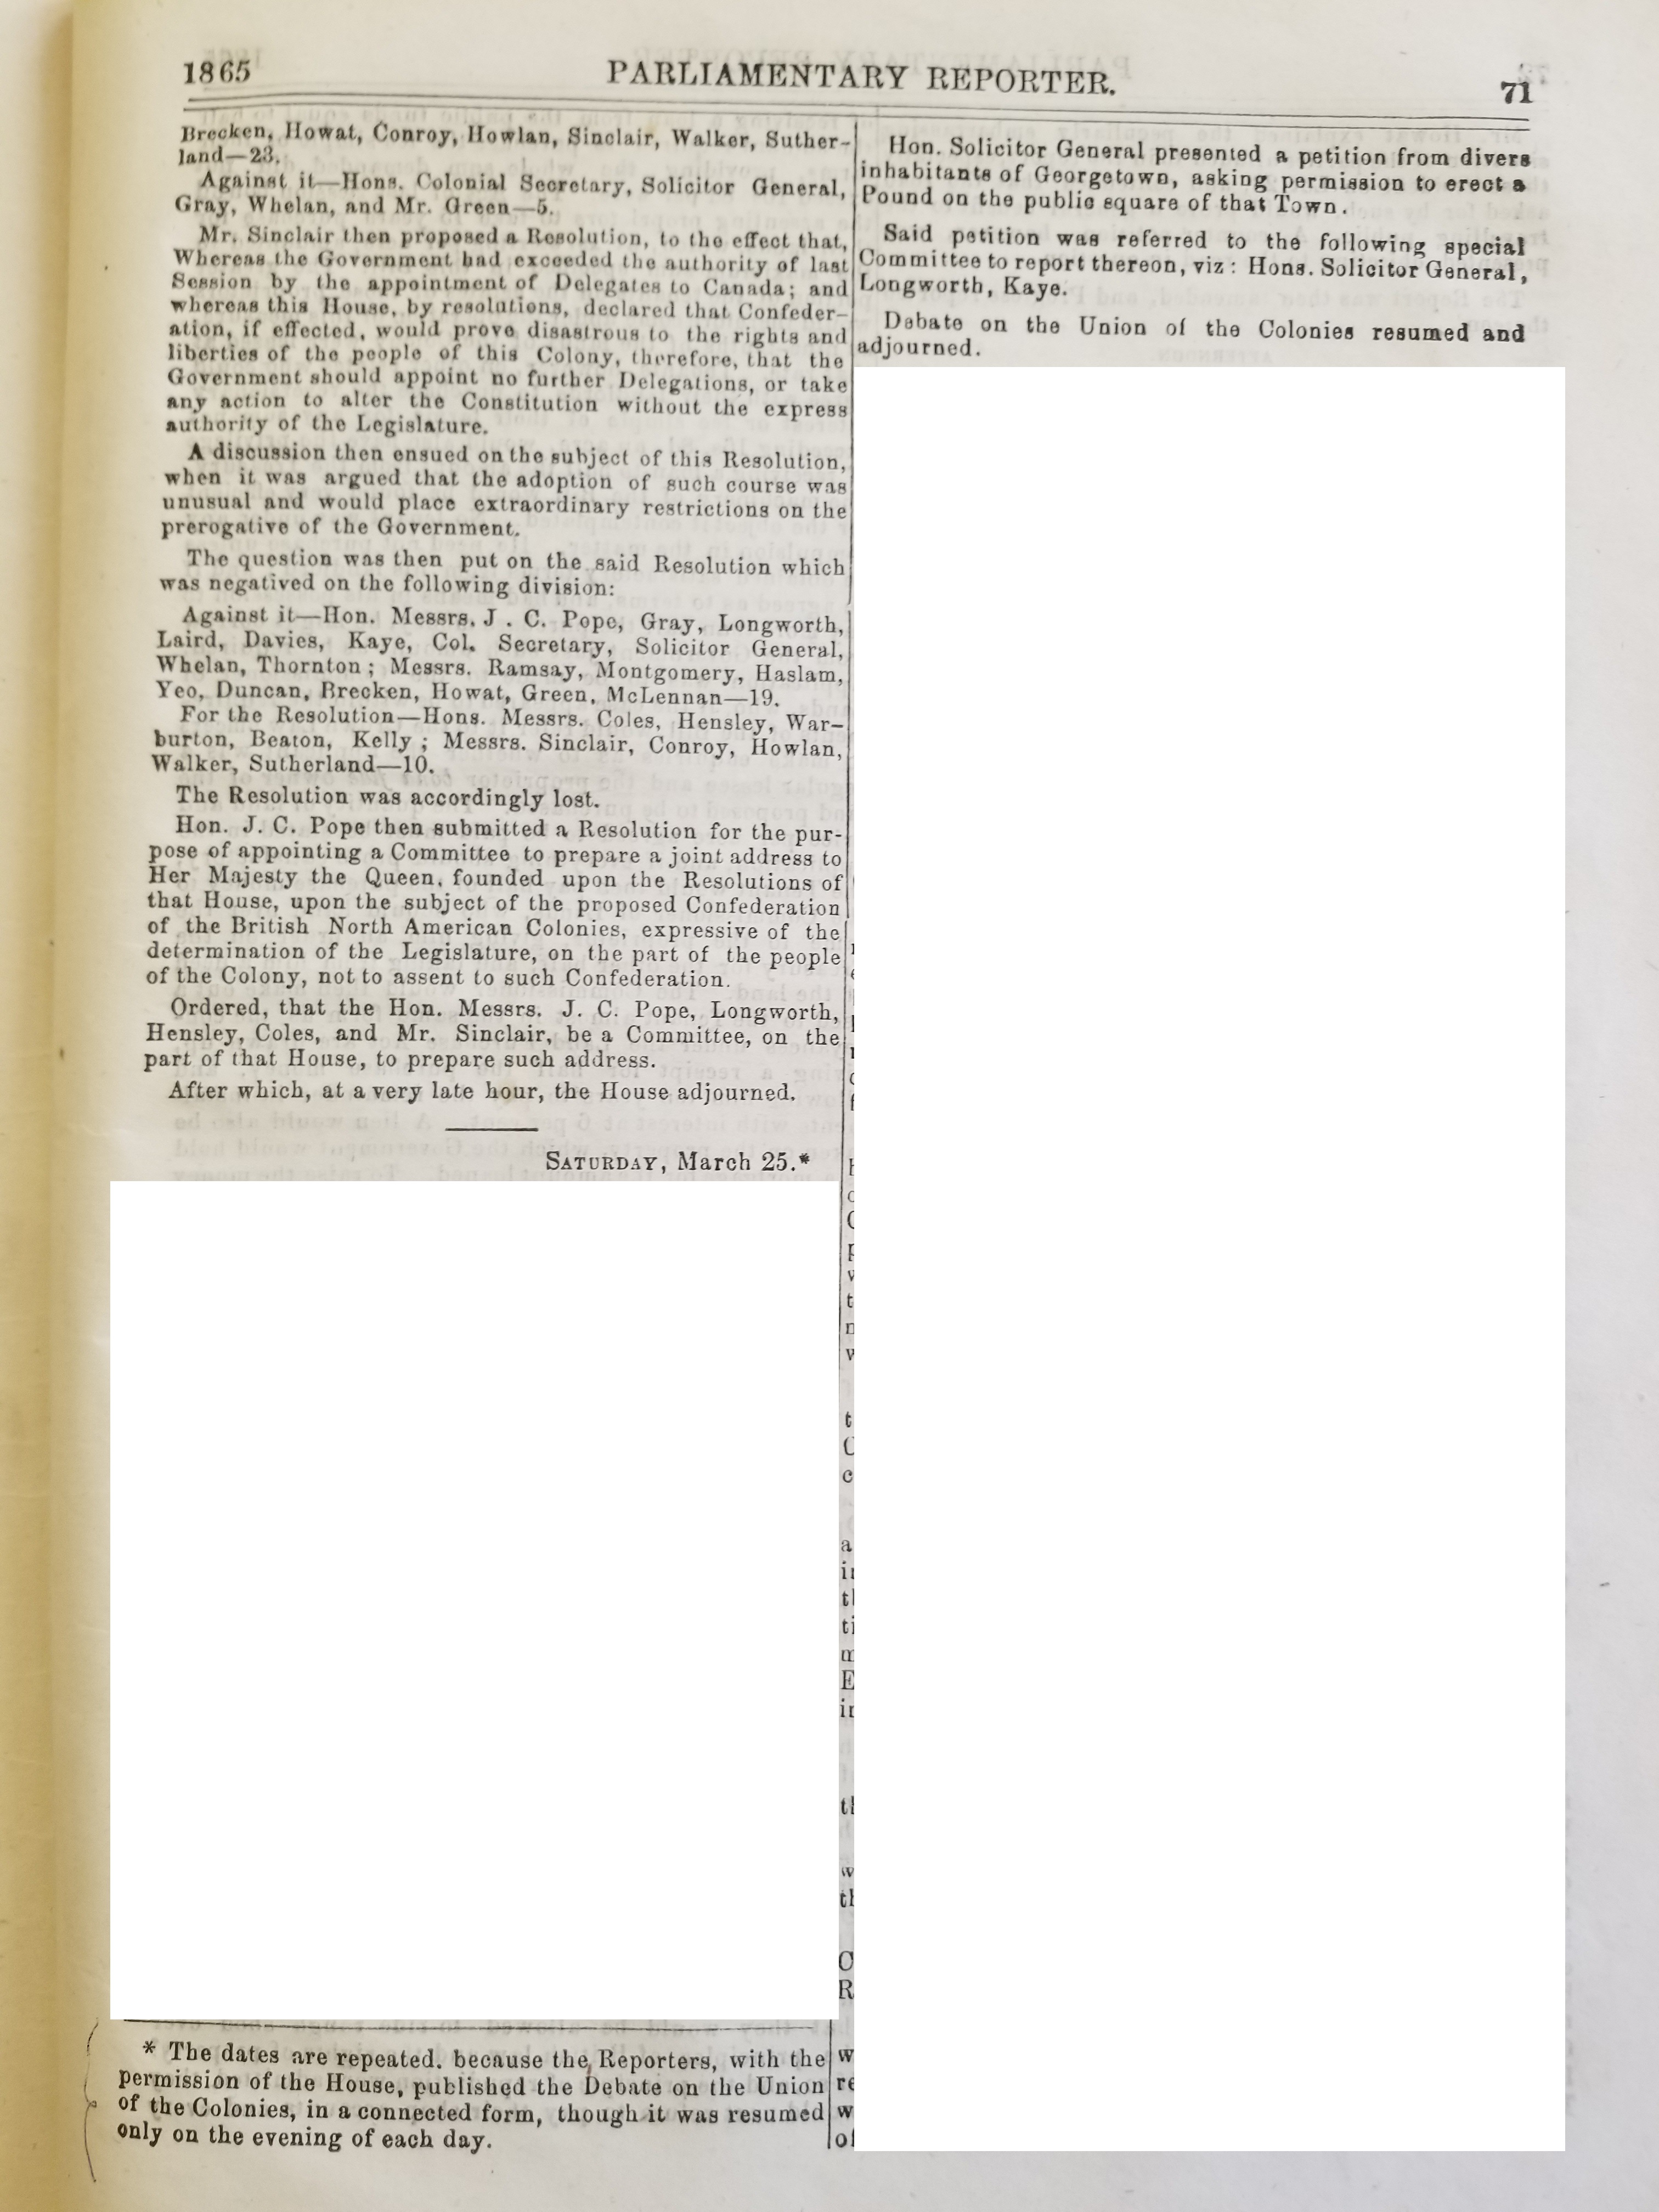 1865
PARLIAMENTARY REPORTER.
71
Brecken, Howat, Conroy, Howlan, Sinclair, Walker, Suther-
land—23.
Against it—Hons. Colonial Secretary, Solicitor General,
Gray, Whelan, and Mr. Green—5.
Mr. Sinclair then proposed a Resolution, to the effect that,
Whereas the Government had exceeded the authority of last
Session by the appointment of Delegates to Canada; and
whereas this House, by resolutions, declared that Confeder-
ation, if effected, would prove disastrous to the rights and
liberties of the people of this Colony, therefore, that the
Government should appoint no further Delegations, or take
any action to alter the Constitution without the express
authority of the Legislature.
A discussion then ensued on the subject of this Resolution,
when it was argued that the adoption of such course was
unusual and would place extraordinary restrictions on the
prerogative of the Government.
The question was then put on the said Resolution which
was negatived on the following division:
Against it—Hon. Messrs. J . C. Pope, Gray, Longworth,
Laird, Davies, Kaye, Col. Secretary, Solicitor General,
Whelan, Thornton ; Messrs. Ramsay, Montgomery, Haslam,
Yeo, Duncan, Brecken, Howat, Green, McLennan—19.
For the Resolution—Hons. Messrs. Coles, Hensley, War-
burton, Beaton, Kelly ; Messrs. Sinclair, Conroy, Howlan,
Walker, Sutherland—10.
The Resolution was accordingly lost.
Hon. J. C. Pope then submitted a Resolution for the pur-
pose of appointing a Committee to prepare a joint address to
Her Majesty the Queen, founded upon the Resolutions of
that House, upon the subject of the proposed Confederation
of the British North American Colonies, expressive of the
determination of the Legislature, on the part of the people
of the Colony, not to assent to such Confederation.
Ordered, that the Hon. Messrs. J. C. Pope, Longworth,
Hensley, Coles, and Mr. Sinclair, be a Committee, on the
part of that House, to prepare such address.
After which, at a very late hour, the House adjourned.
SATURDAY, March 25.*
* The dates are repeated. because the Reporters, with the
permission of the House, published the Debate on the Union
of the Colonies, in a connected form, though it was resumed
only on the evening of each day.
Hon. Solicitor General presented a petition from divers
inhabitants of Georgetown, asking permission to erect a
Pound on the public square of that Town.
Said petition was referred to the following special
Committee to report thereon, viz : Hons. Solicitor General,
Longworth, Kaye.
Debate on the Union of the Colonies resumed and
adjourned.